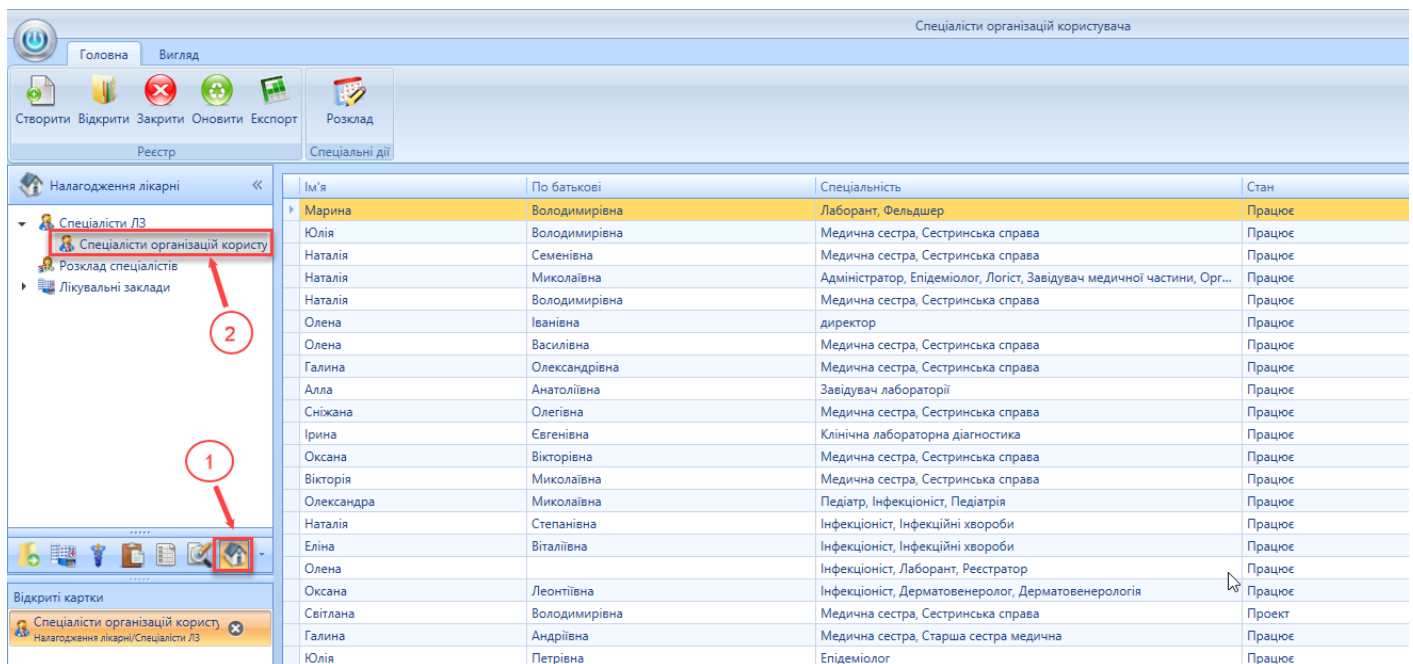 Спеціалісти організацій користувача
Головна Вигляд
Створити Відкрити Закрити Оновити Експорт Розклад
Реєстр Спеціальні дії
Налагодження лікарні
Спеціалісти ЛЗ
Спеціалісти організацій користу
Розклад спеціалістів
Лікувальні заклади
2
1
Відкриті картки
Спеціалісти організацій користу
Налагодження лікарні/Спеціалісти ЛЗ
Ім'я По батькові Спеціальність Стан
Марина Володимирівна Лаборант, Фельдшер Працює
Юлія Володимирівна Медична сестра, Сестринська справа Працює
Наталія Семенівна Медична сестра, Сестринська справа Працює
Наталія Миколаївна Адміністратор, Епідеміолог, Логіст, Завідувач медичної частини, Орг... Працює
Наталія Володимирівна Медична сестра, Сестринська справа Працює
Олена Іванівна директор Працює
Олена Василівна Медична сестра, Сестринська справа Працює
Галина Олександрівна Медична сестра, Сестринська справа Працює
Алла Анатоліївна Завідувач лабораторії Працює
Сніжана Олегівна Медична сестра, Сестринська справа Працює
Ірина Євгенівна Клінічна лабораторна діагностика Працює
Оксана Вікторівна Медична сестра, Сестринська справа Працює
Вікторія Миколаївна Медична сестра, Сестринська справа Працює
Олександра Миколаївна Педіатр, Інфекціоніст, Педіатрія Працює
Наталія Степанівна Інфекціоніст, Інфекційні хвороби Працює
Еліна Віталіївна Інфекціоніст, Інфекційні хвороби Працює
Олена Інфекціоніст, Лаборант, Реєстратор Працює
Оксана Леонтіївна Інфекціоніст, Дерматовенеролог, Дерматовенерологія Працює
Світлана Володимирівна Медична сестра, Сестринська справа Проект
Галина Андріївна Медична сестра, Старша сестра медична Працює
Юлія Петрівна Епідеміолог Працює